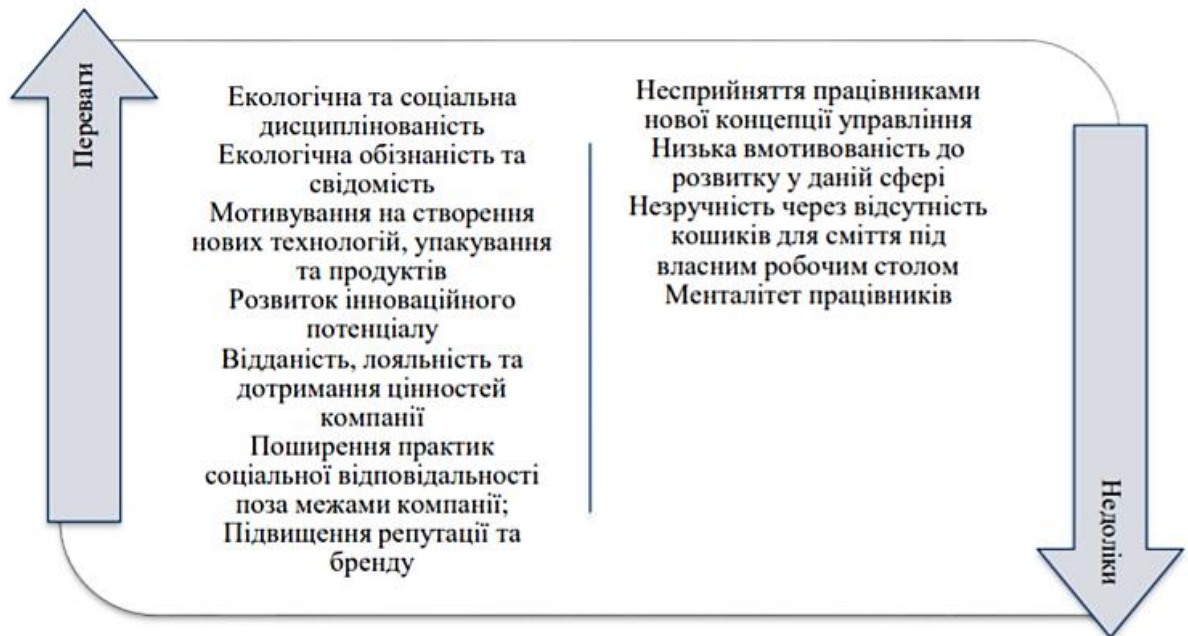 Переваги
Екологічна та соціальна
дисциплінованість
Екологічна обізнаність та
свідомість
Мотивування на створення
нових технологій, упакування
та продуктів
Розвиток інноваційного
потенціалу
Відданість, лояльність та
дотримання цінностей
компанії
Поширення практик
соціальної відповідальності
поза межами компанії;
Підвищення репутації та
бренду
Несприйняття працівниками
нової концепції управління
Низька вмотивованість до
розвитку у даній сфері
Незручність через відсутність
кошиків для сміття під
власним робочим столом
Менталітет працівників
Недоліки